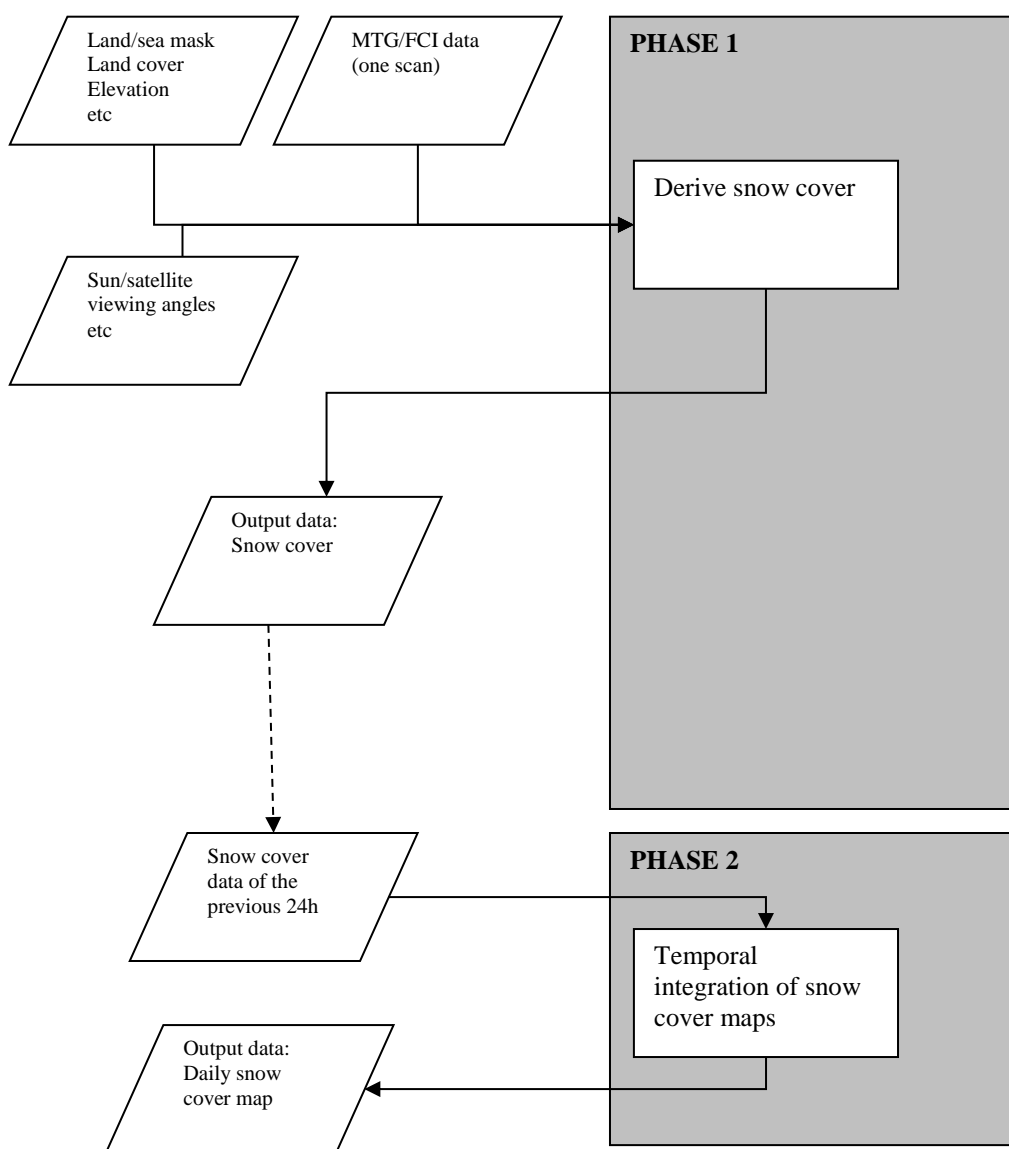 Land/sea mask
Land cover
Elevation
etc
MTG/FCI data
(one scan)
PHASE 1
Derive snow cover
Sun/satellite
viewing angles
etc
Output data:
Snow cover
Snow cover
data of the
previous 24h
PHASE 2
Temporal
integration of snow
cover maps
Output data:
Daily snow
cover map